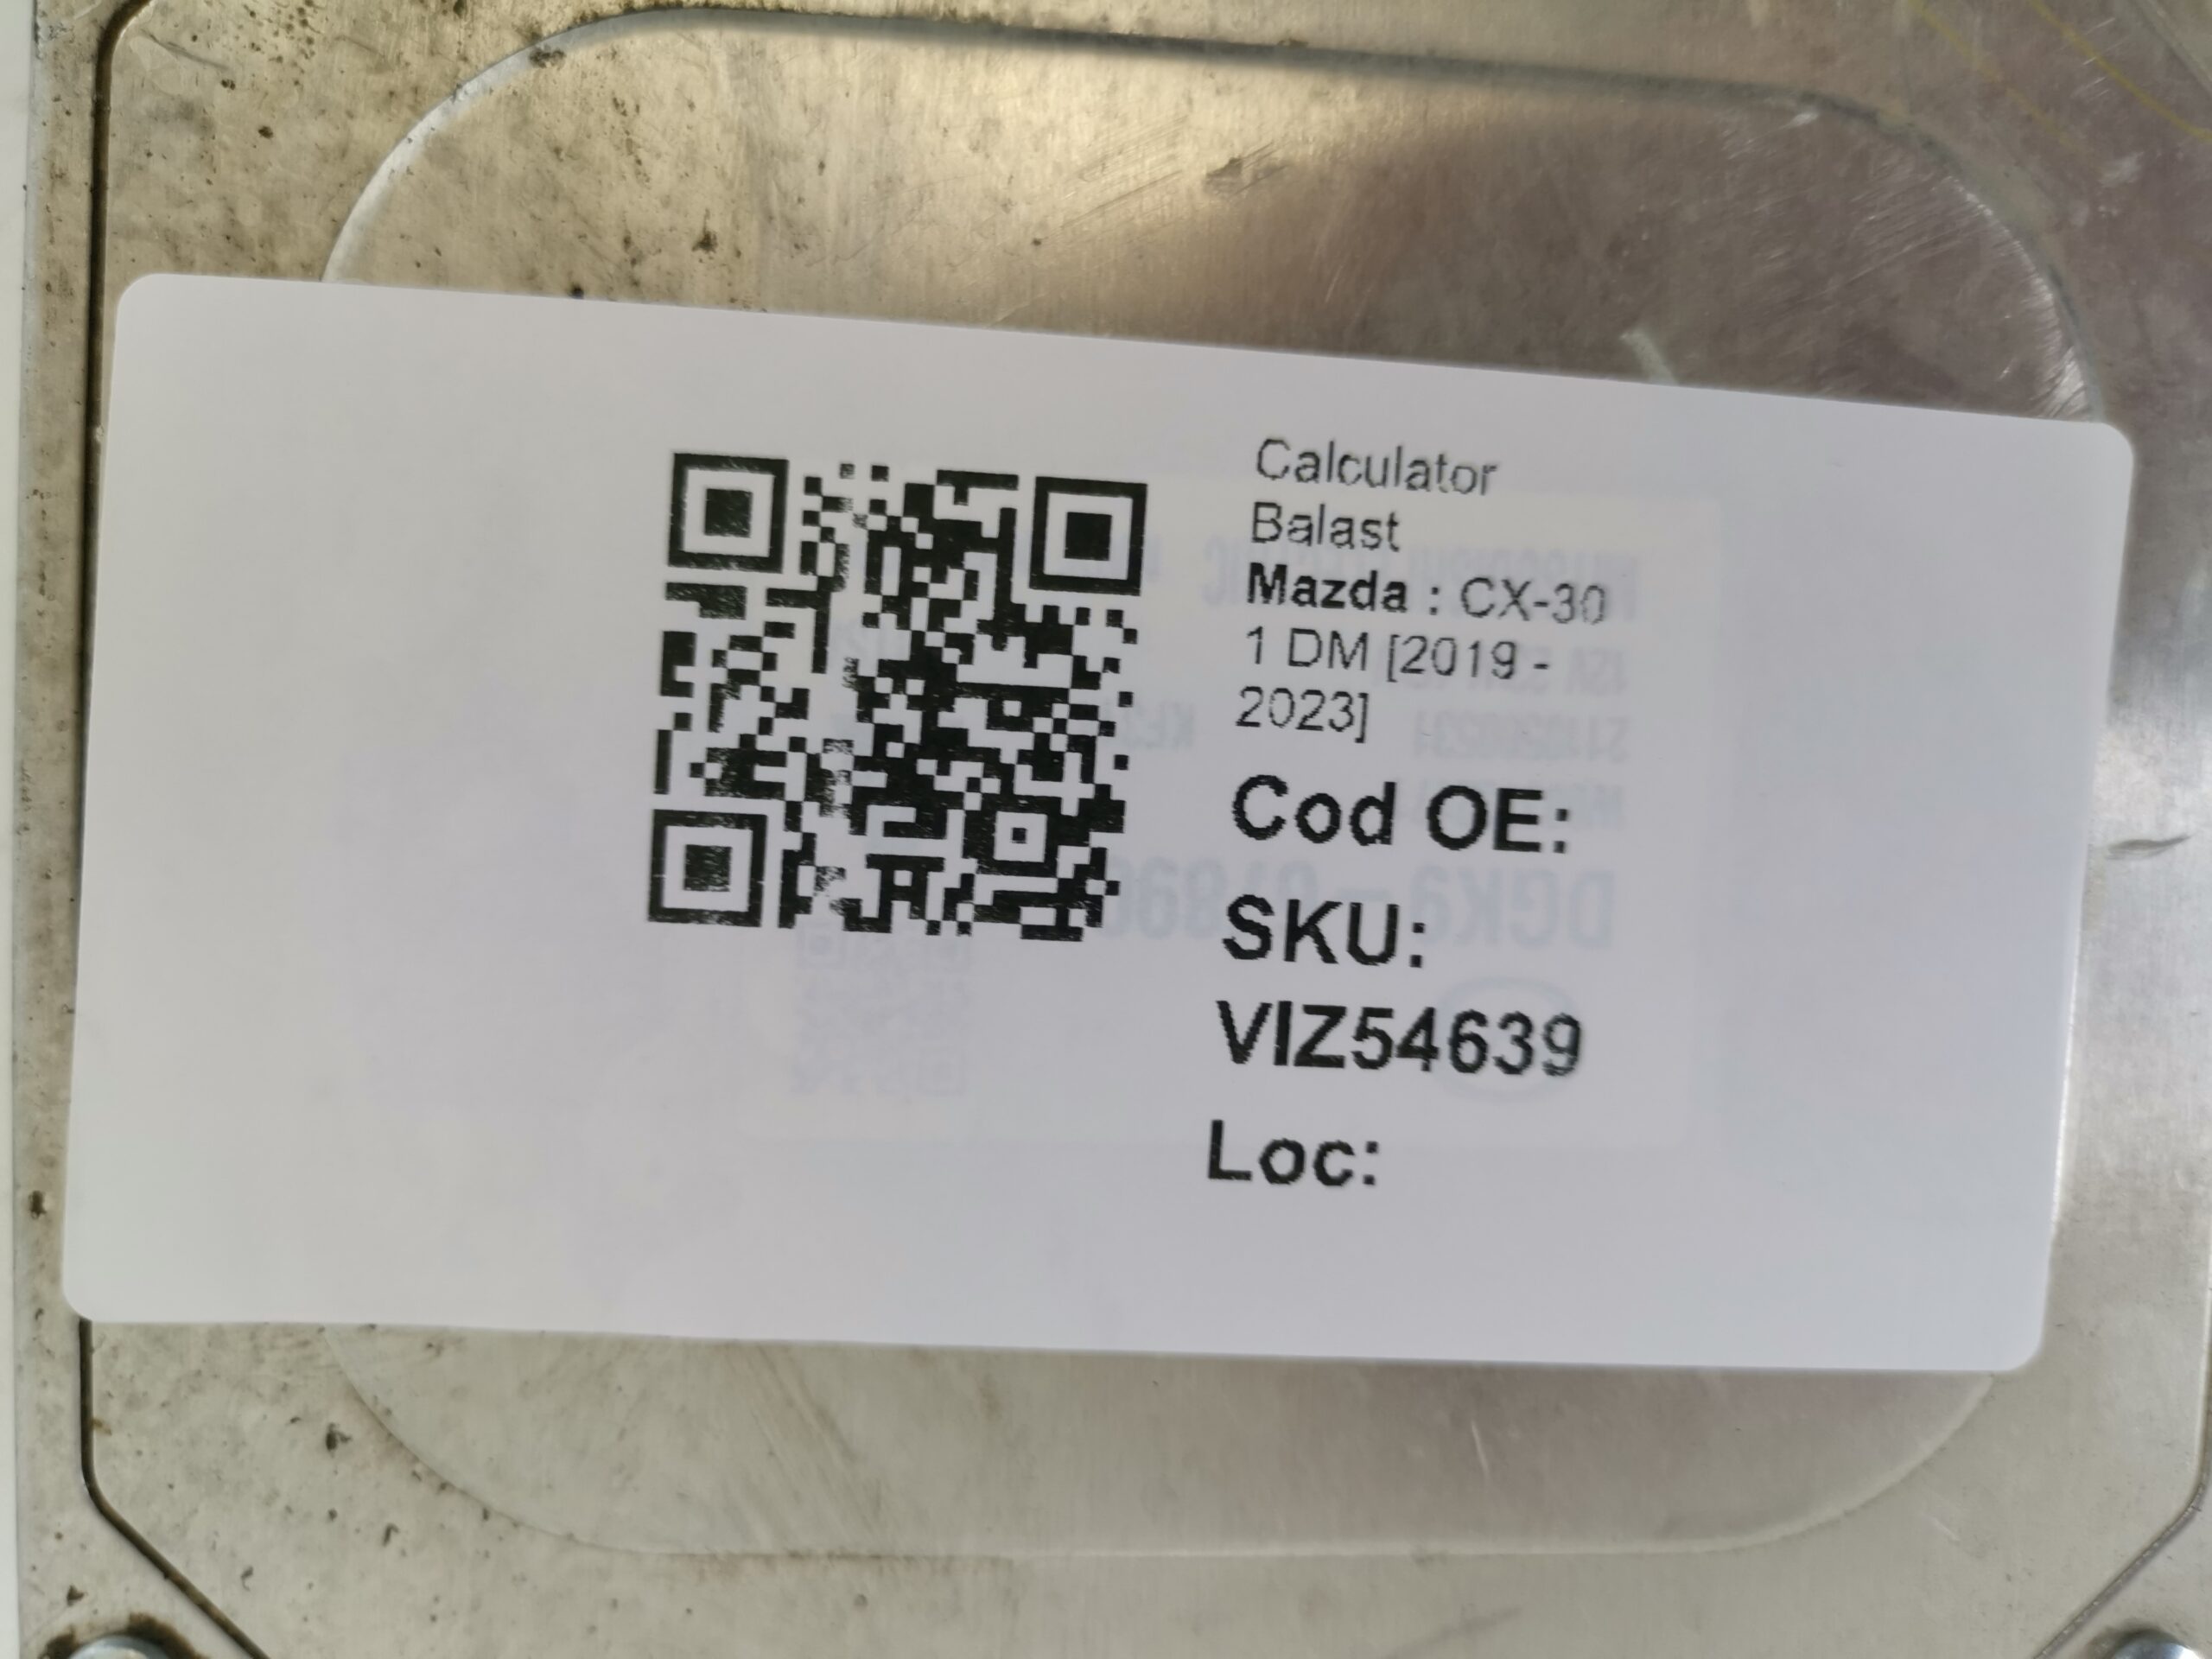 Calculator
Balast
Mazda : CX-30
1 DM [2019 -
2023]
Cod OE:
SKU:
VIZ54639
Loc: